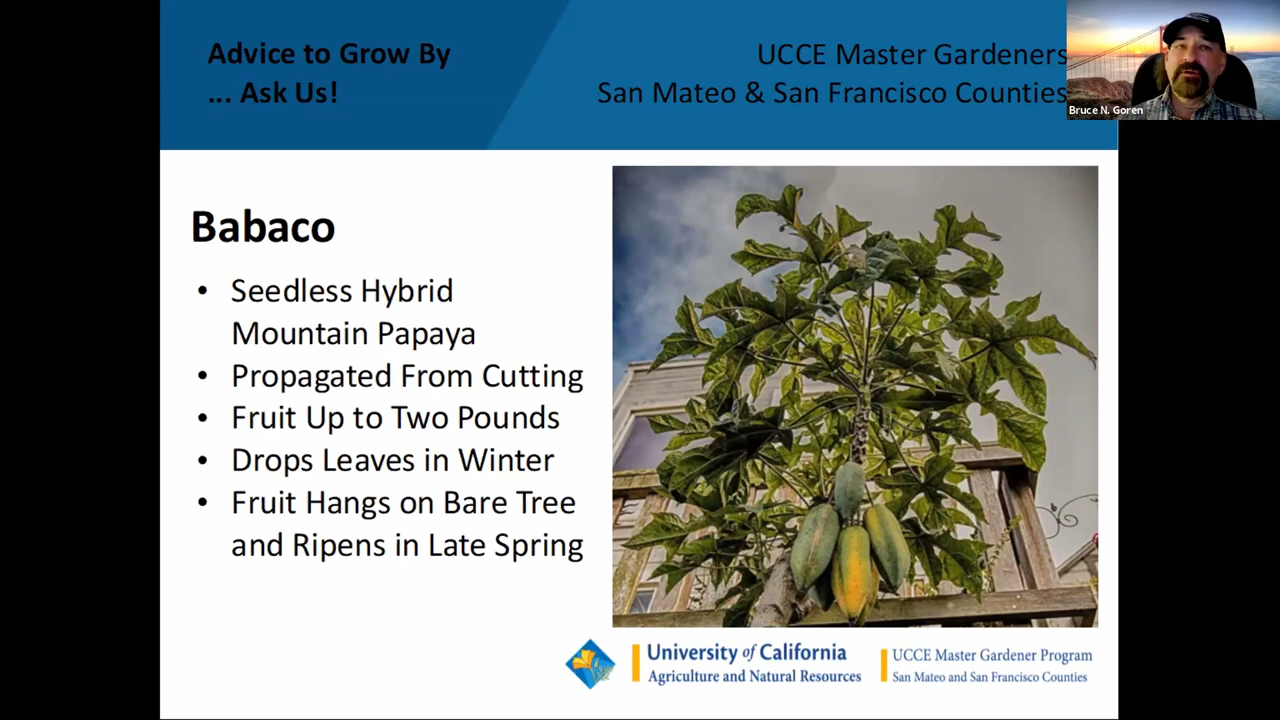 Advice to Grow By
... Ask Us!
UCCE Master Gardeners
San Mateo & San Francisco Counties
Bruce N. Goren
Babaco
• Seedless Hybrid
Mountain Papaya
• Propagated From Cutting
• Fruit Up to Two Pounds
• Drops Leaves in Winter
• Fruit Hangs on Bare Tree
and Ripens in Late Spring
University of California
Agriculture and Natural Resources
UCCE Master Gardener Program
San Mateo and San Francisco Counties